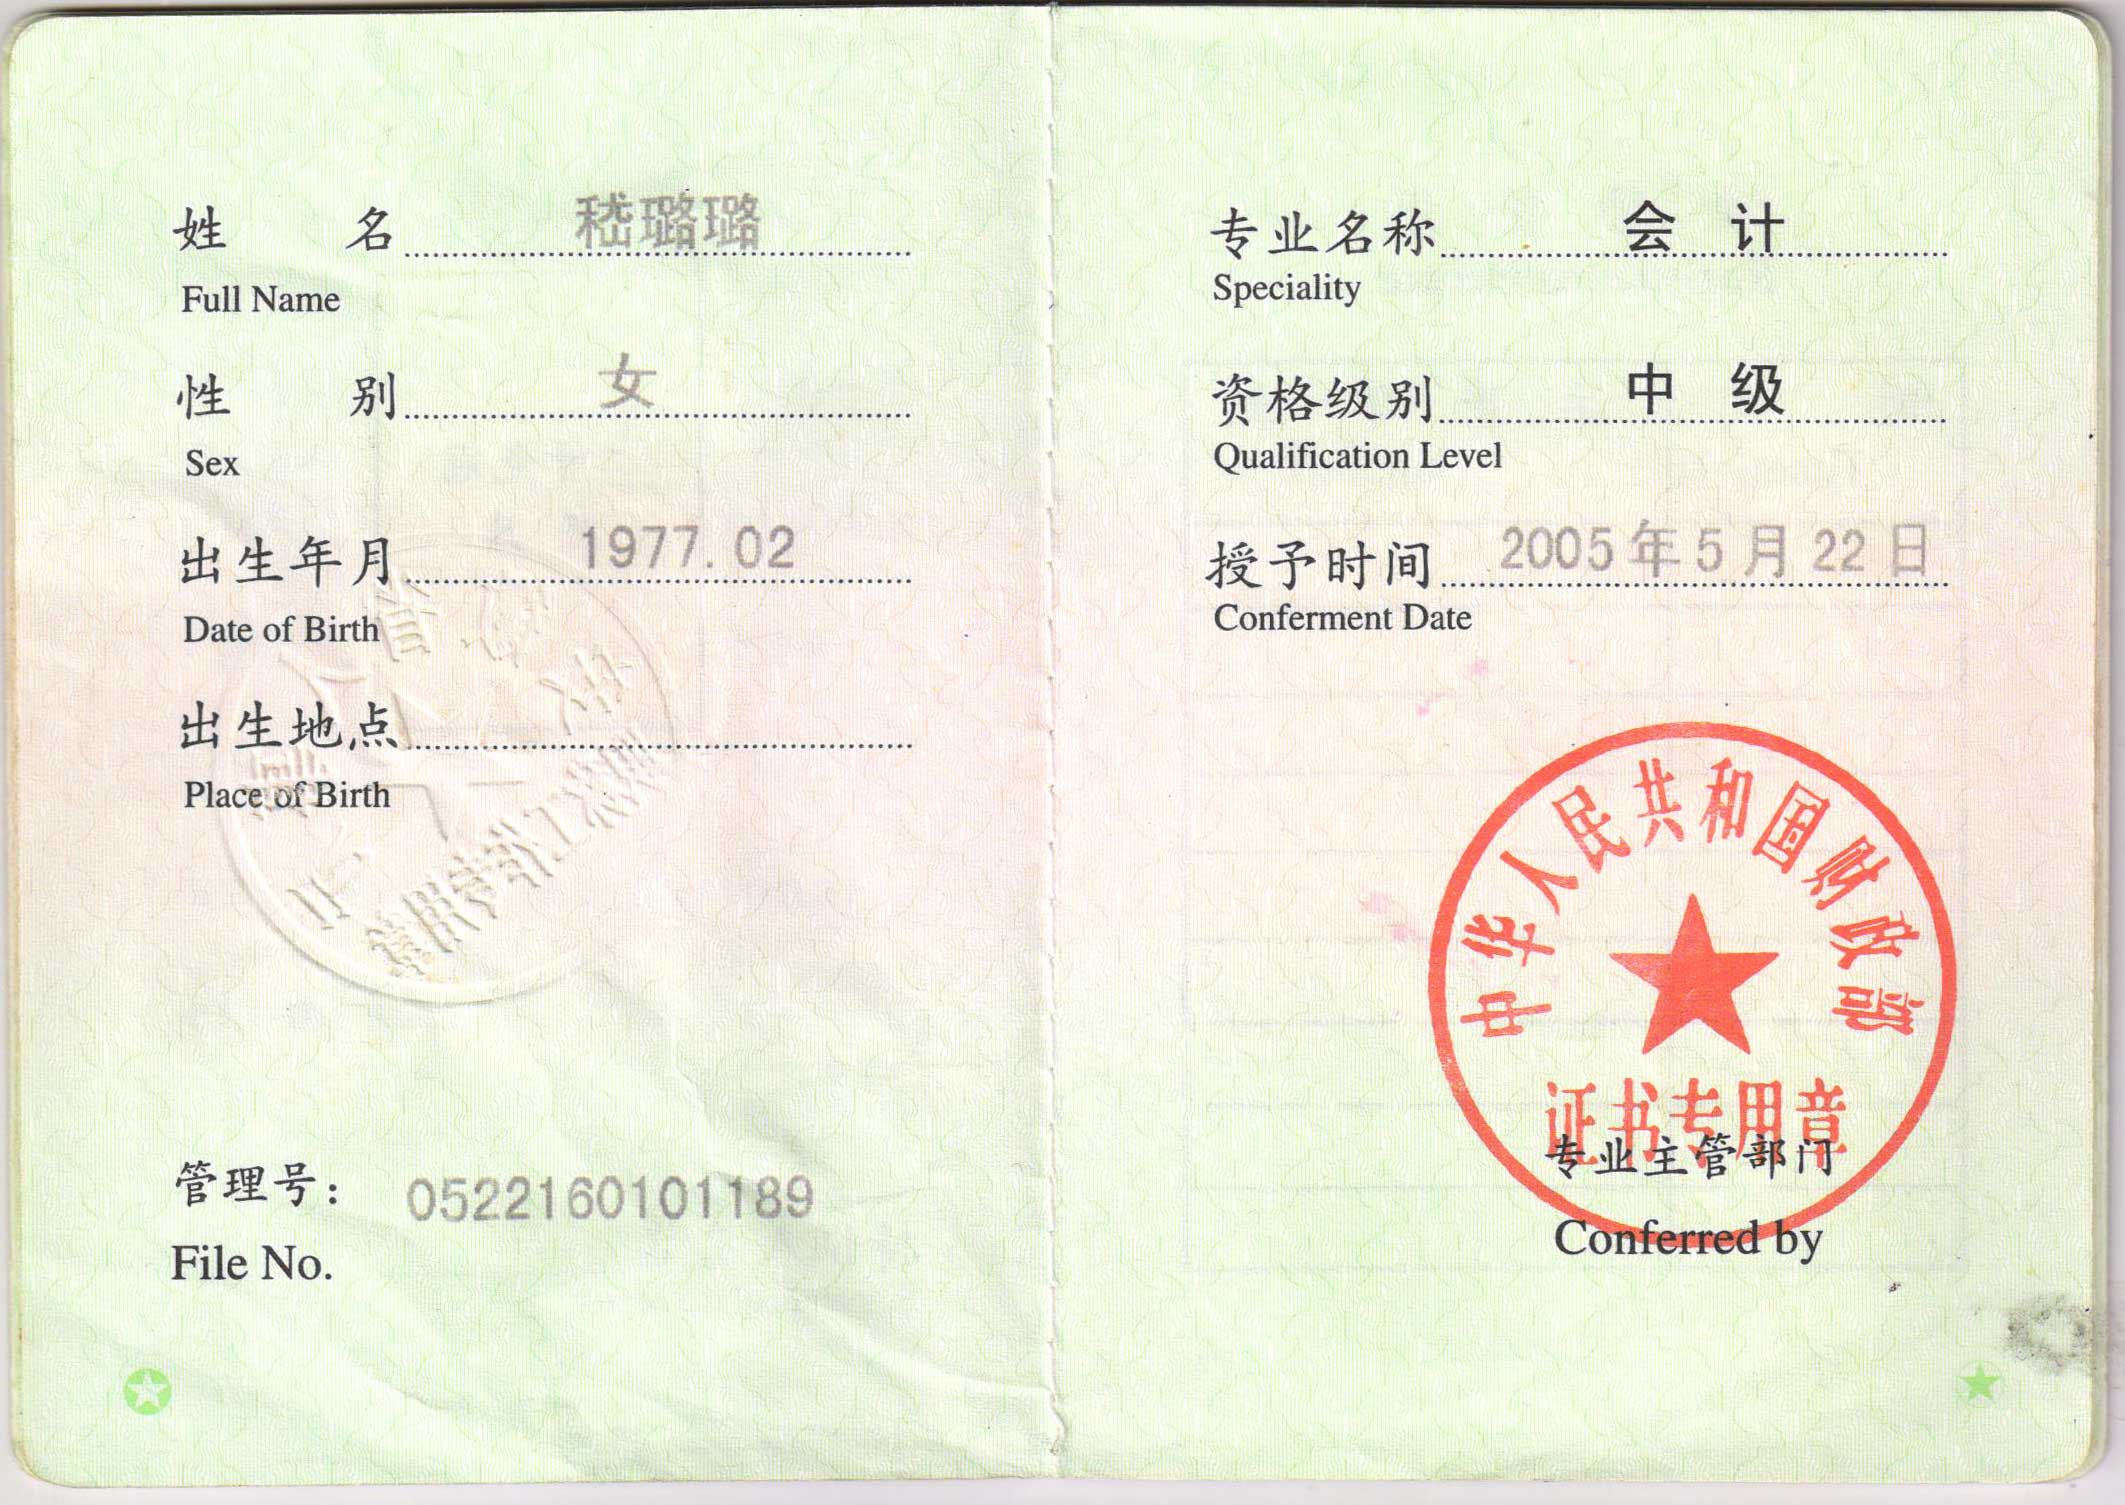 姓 名 嵇璐璐
Full Name
性 别 女
Sex
出生年月 1977.02
Date of Birth
出生地点
Place of Birth
管理号： 0522160101189
File No.
专业名称 会 计
Speciality
资格级别 中 级
Qualification Level
授予时间 2005年5月22日
Conferment Date
中华人民共和国财政部
证书专用章
专业主管部门
Conferred by